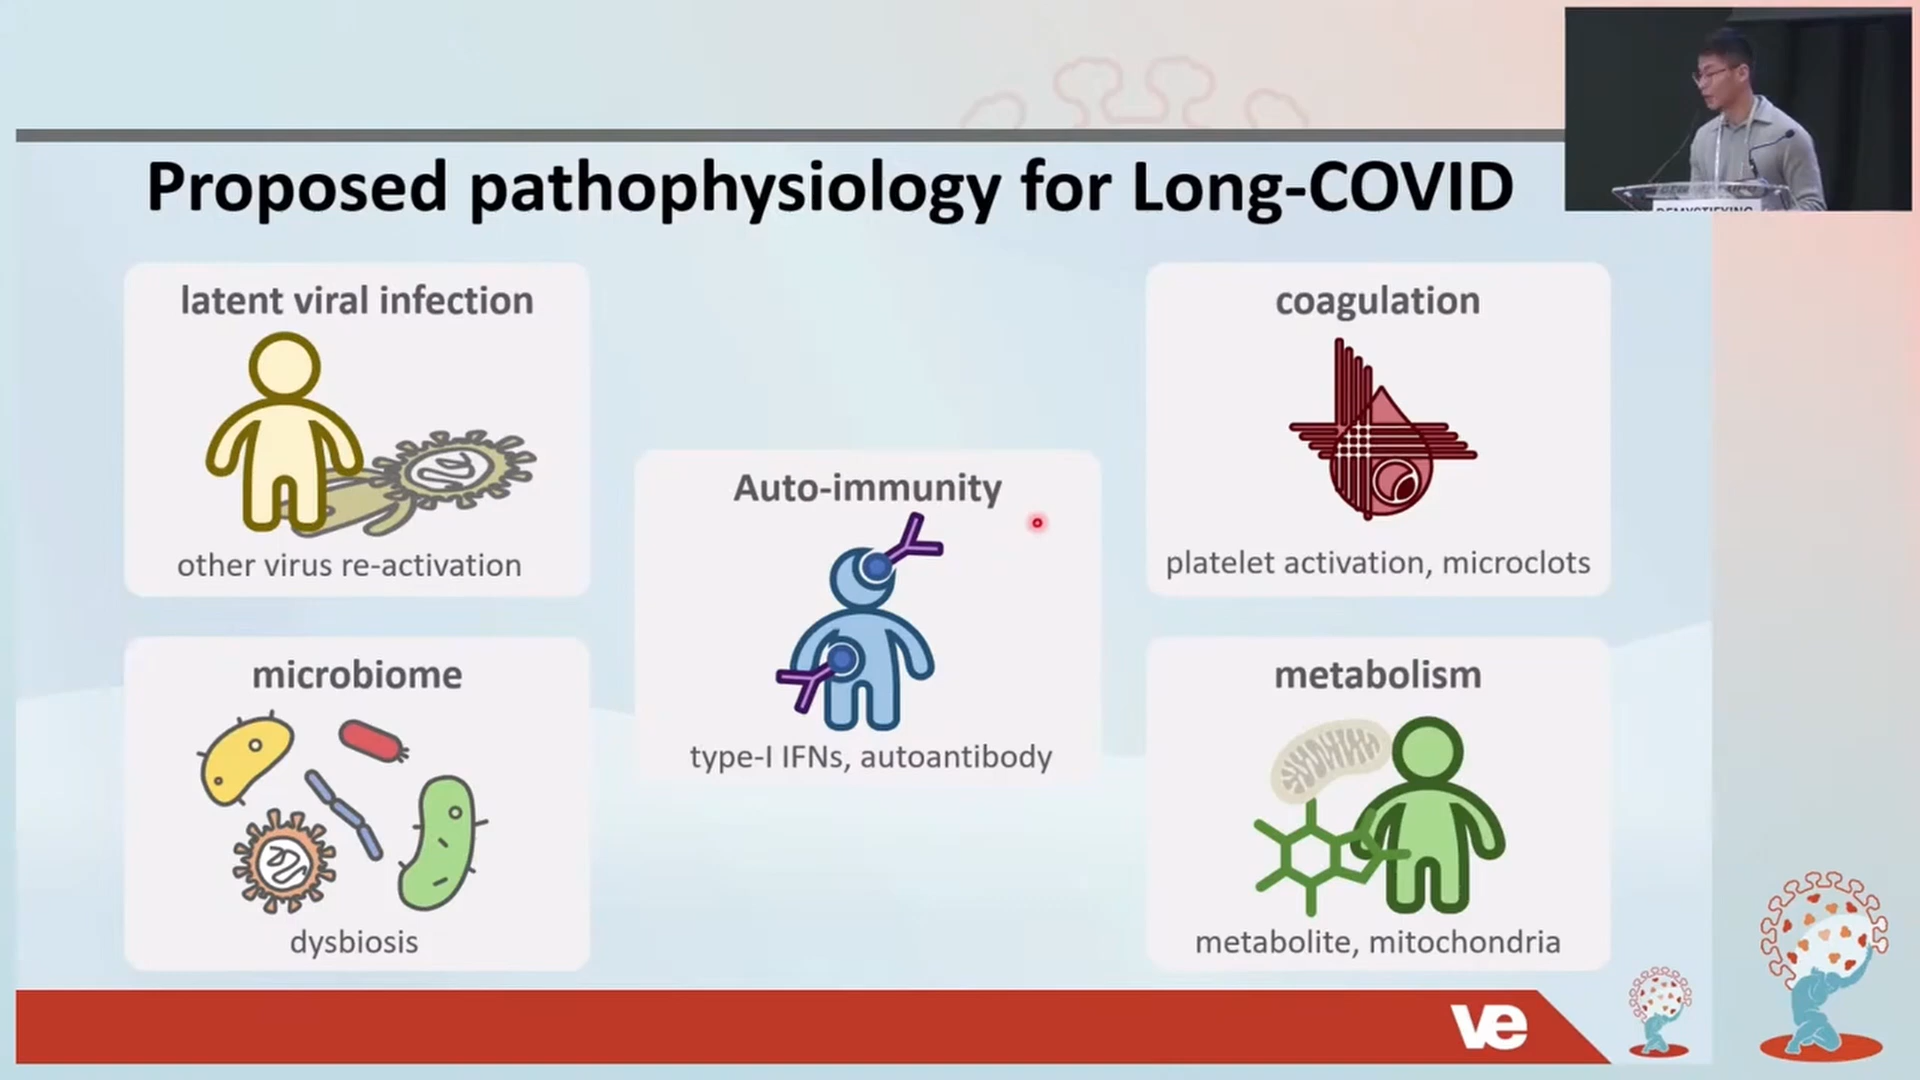 Proposed pathophysiology for Long-COVID
latent viral infection
other virus re-activation
microbiome
dysbiosis
Auto-immunity
type-I IFNs, autoantibody
coagulation
platelet activation, microclots
metabolism
metabolite, mitochondria
ve
DEMYSTIFYING